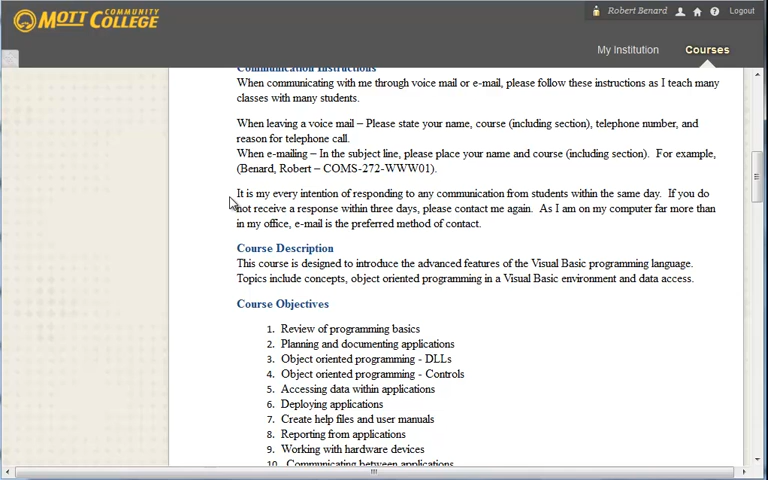 MOTT COMMUNITY COLLEGE
Robert Benard Logout
My Institution Courses
Communication Instructions
When communicating with me through voice mail or e-mail, please follow these instructions as I teach many
classes with many students.
When leaving a voice mail – Please state your name, course (including section), telephone number, and
reason for telephone call.
When e-mailing – In the subject line, please place your name and course (including section). For example,
(Benard, Robert – COMS-272-WWW01).
It is my every intention of responding to any communication from students within the same day. If you do
not receive a response within three days, please contact me again. As I am on my computer far more than
in my office, e-mail is the preferred method of contact.
Course Description
This course is designed to introduce the advanced features of the Visual Basic programming language.
Topics include concepts, object oriented programming in a Visual Basic environment and data access.
Course Objectives
1. Review of programming basics
2. Planning and documenting applications
3. Object oriented programming - DLLs
4. Object oriented programming - Controls
5. Accessing data within applications
6. Deploying applications
7. Create help files and user manuals
8. Reporting from applications
9. Working with hardware devices
10. Communicating between applications